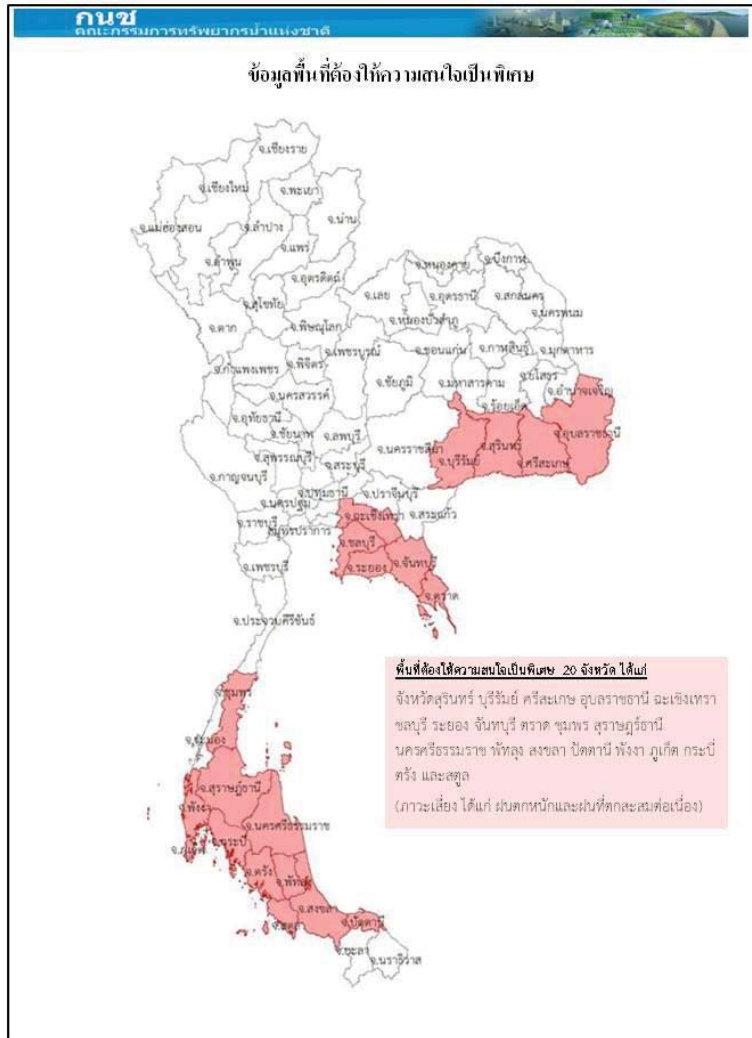 กนช
คณะกรรมการทรัพยากรน้ำแห่งชาติ
ข้อมูลพื้นที่ต้องให้ความสนใจเป็นพิเศษ
จ.เชียงราย
จ.เชียงใหม่
จ.พะเยา
จ.น่าน
จ.แม่ฮ่องสอน
จ.ลำปาง
จ.แพร่
จ.ลำพูน
จ.อุตรดิตถ์
จ.หนองคาย
จ.บึงกาฬ
จ.เลย
จ.อุดรธานี
จ.สกลนคร
จ.นครพนม
จ.สุโขทัย
จ.ตาก
จ.พิษณุโลก
จ.หนองบัวลำภู
จ.เพชรบูรณ์
จ.ขอนแก่น
จ.กาฬสินธุ์
จ.มุกดาหาร
จ.กำแพงเพชร
จ.พิจิตร
จ.ชัยภูมิ
จ.มหาสารคาม
จ.ยโสธร
จ.อำนาจเจริญ
จ.นครสวรรค์
จ.ร้อยเอ็ด
จ.อุทัยธานี
จ.ชัยนาท
จ.ลพบุรี
จ.นครราชสีมา
จ.สุรินทร์
จ.อุบลราชธานี
จ.สุพรรณบุรี
จ.สระบุรี
จ.บุรีรัมย์
จ.ศรีสะเกษ
จ.กาญจนบุรี
จ.ปทุมธานี
จ.ปราจีนบุรี
จ.นครปฐม
จ.สระแก้ว
จ.ฉะเชิงเทรา
จ.ราชบุรี
สมุทรปราการ
จ.ชลบุรี
จ.เพชรบุรี
จ.ระยอง
จ.จันทบุรี
จ.ตราด
จ.ประจวบคีรีขันธ์
พื้นที่ต้องให้ความสนใจเป็นพิเศษ 20 จังหวัด ได้แก่
จังหวัดสุรินทร์ บุรีรัมย์ ศรีสะเกษ อุบลราชธานี ฉะเชิงเทรา
ชลบุรี ระยอง จันทบุรี ตราด ชุมพร สุราษฎร์ธานี
นครศรีธรรมราช พัทลุง สงขลา ปัตตานี พังงา ภูเก็ต กระบี่
ตรัง และสตูล
(ภาวะเสี่ยง ได้แก่ ฝนตกหนักและฝนที่ตกสะสมต่อเนื่อง)
จ.ชุมพร
จ.ระนอง
จ.สุราษฎ์ธานี
จ.พังงา
จ.นครศรีธรรมราช
จ.ภูเก็ต
จ.กระบี่
จ.ตรัง
จ.พัทลุง
จ.สงขลา
จ.ปัตตานี
จ.สตูล
จ.ยะลา
จ.นราธิวาส